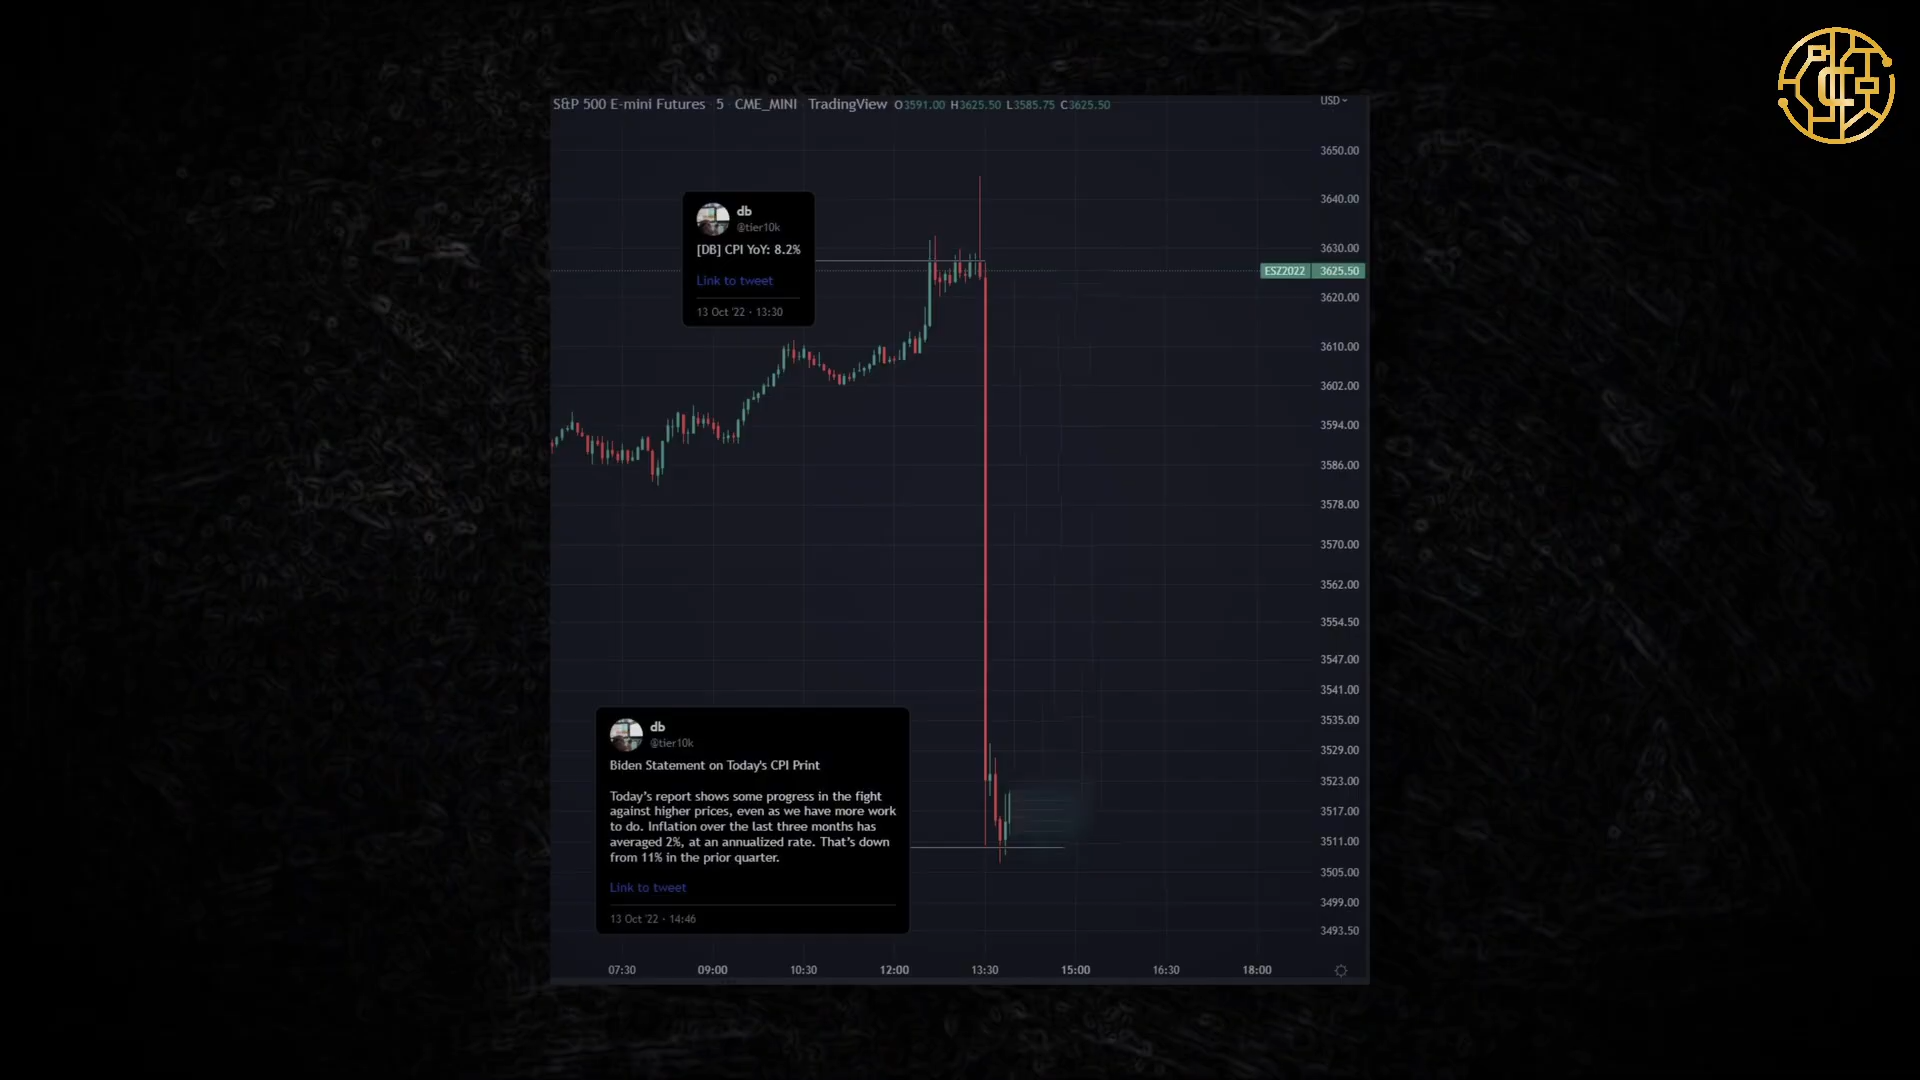 S&P 500 E-mini Futures 5 CME_MINI TradingView O3591.00 H3625.50 L3585.75 C3625.50
USD
3650.00
3640.00
3630.00
ESZ2022 3625.50
3620.00
3610.00
3602.00
3594.00
3586.00
3578.00
3570.00
3562.00
3554.50
3547.00
3541.00
3535.00
3529.00
3523.00
3517.00
3511.00
3505.00
3499.00
3493.50
db
@tier10k
[DB] CPI YoY: 8.2%
Link to tweet
13 Oct '22 · 13:30
db
@tier10k
Biden Statement on Today's CPI Print
Today's report shows some progress in the fight
against higher prices, even as we have more work
to do. Inflation over the last three months has
averaged 2%, at an annualized rate. That's down
from 11% in the prior quarter.
Link to tweet
13 Oct '22 · 14:46
07:30 09:00 10:30 12:00 13:30 15:00 16:30 18:00